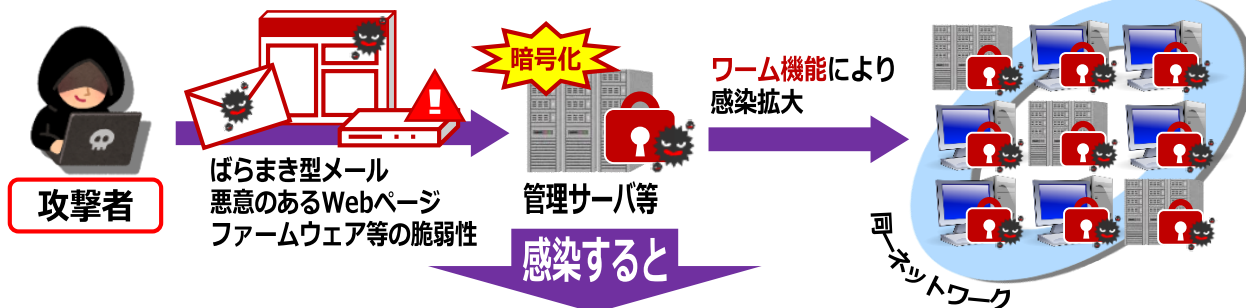 攻撃者
ばらまき型メール
悪意のあるWebページ
ファームウェア等の脆弱性
暗号化
管理サーバ等
ワーム機能により
感染拡大
同一ネットワーク
感染すると